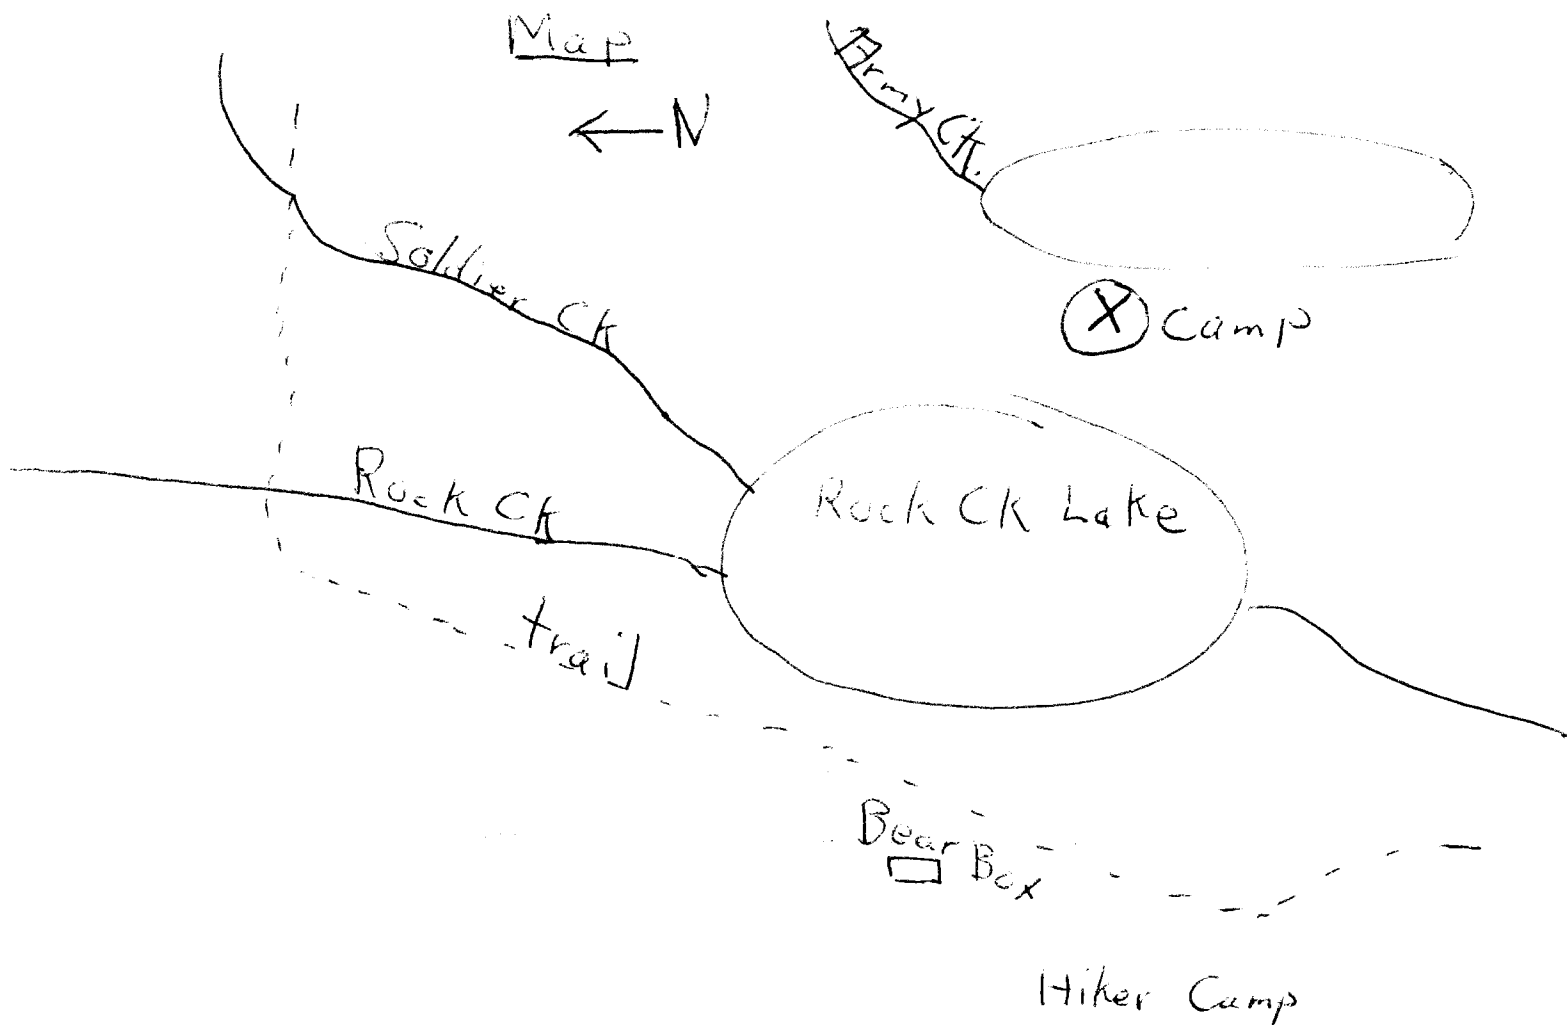 Map
N
Army Ck.
Soldier Ck
Camp
Rock Ck
Rock Ck Lake
trail
Bear Box
Hiker Camp